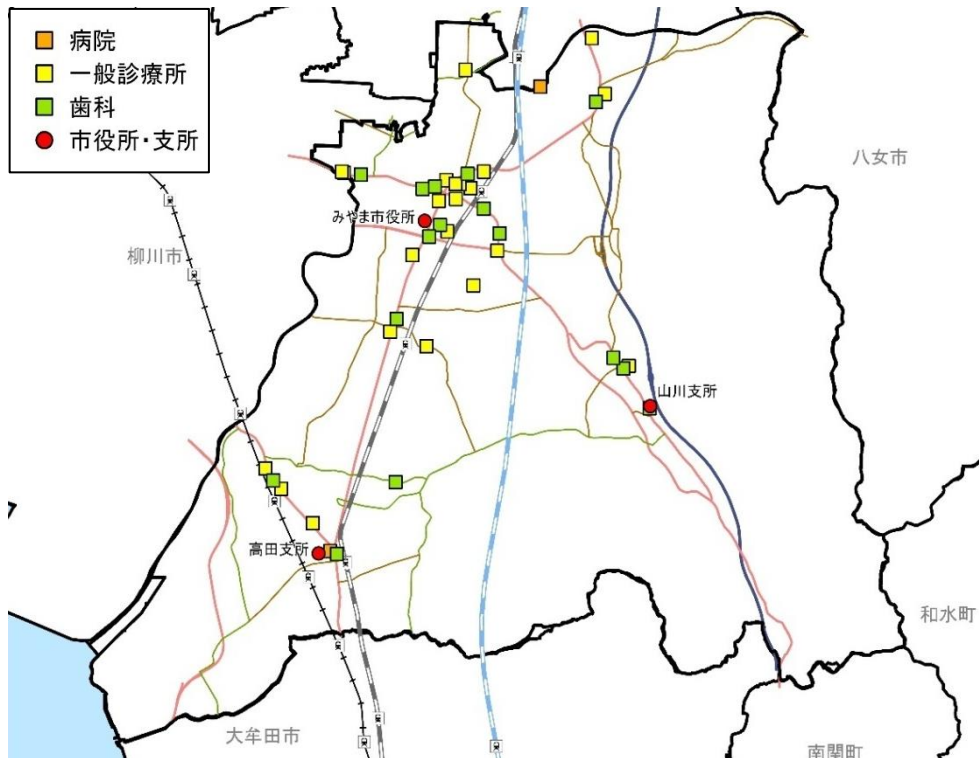 病院
一般診療所
歯科
市役所・支所
八女市
みやま市役所
柳川市
山川支所
高田支所
和水町
大牟田市
南関町